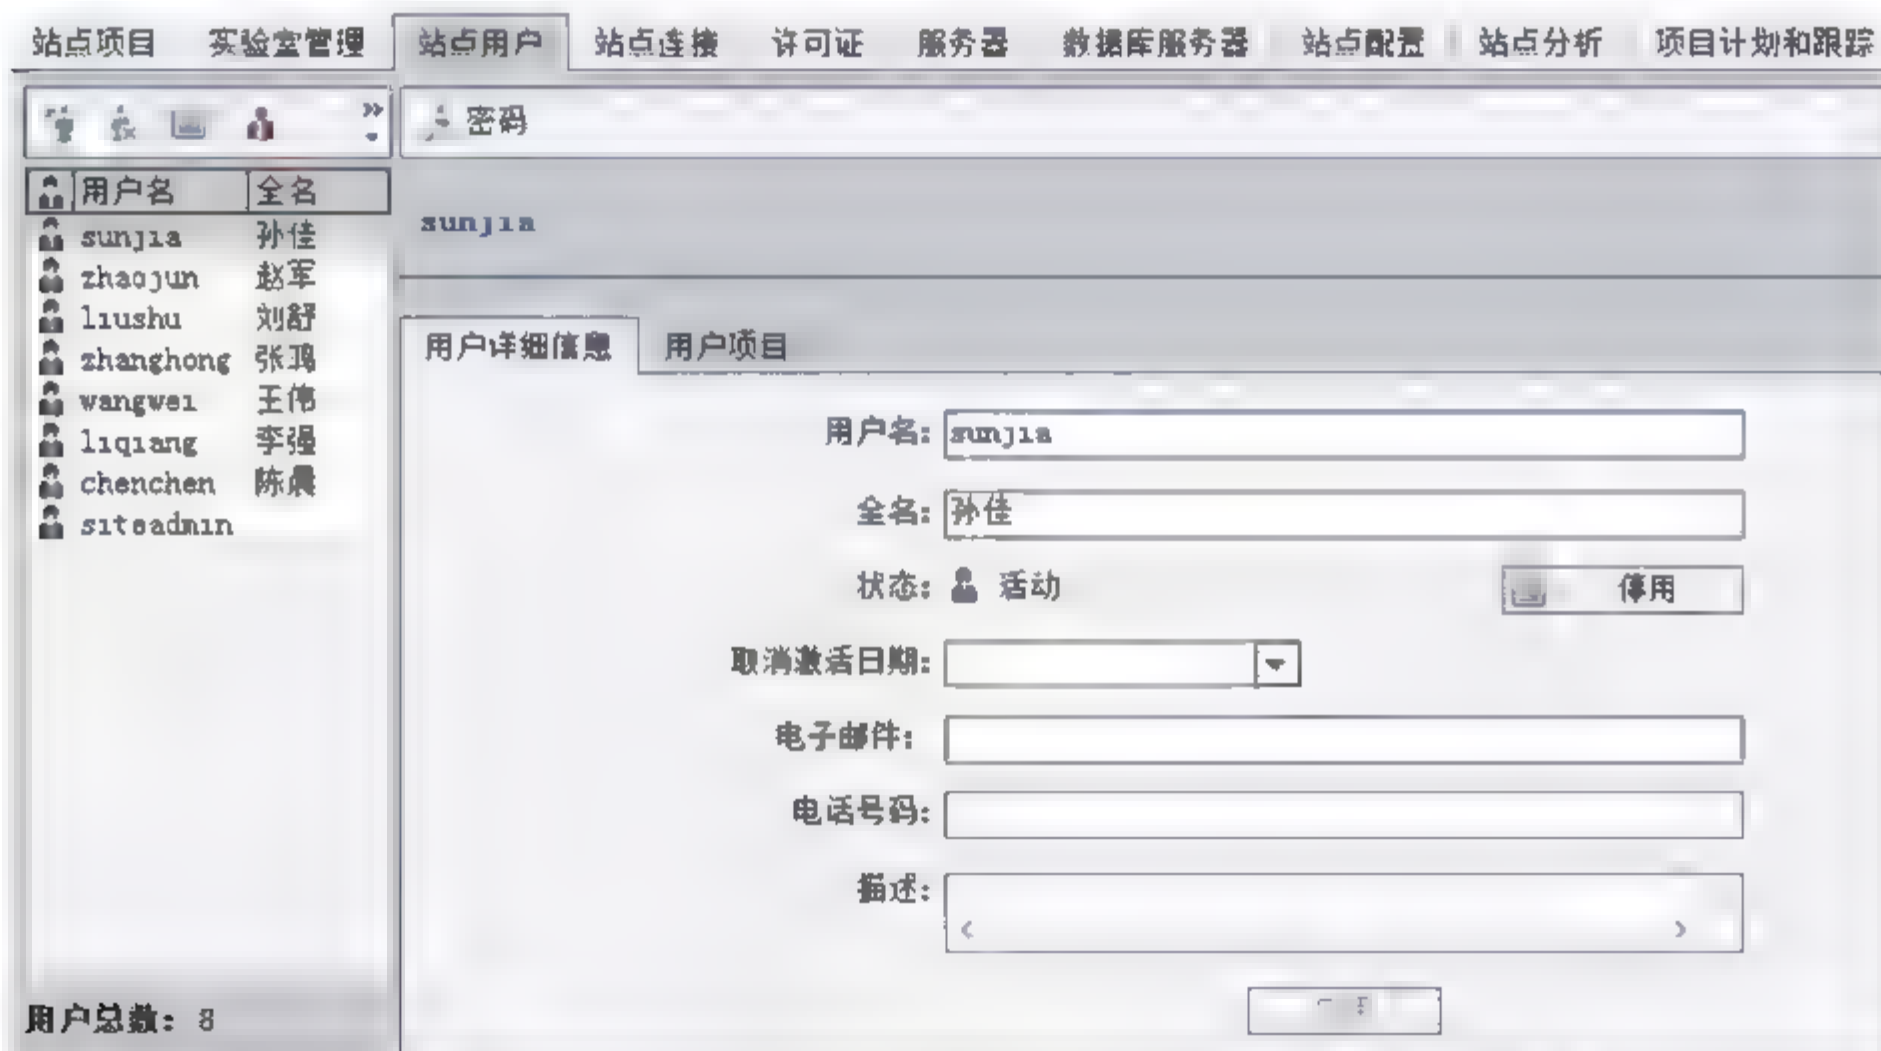 站点项目 实验室管理 站点用户 站点连接 许可证 服务器 数据库服务器 站点配置 站点分析 项目计划和跟踪
密码
用户名 全名
sunjia 孙佳
zhaojun 赵军
liushu 刘舒
zhanghong 张鸿
wangwei 王伟
liqiang 李强
chenchen 陈晨
siteadmin
用户总数: 8
sunjia
用户详细信息 用户项目
用户名: sunjia
全名: 孙佳
状态: 活动 停用
取消激活日期:
电子邮件:
电话号码:
描述: